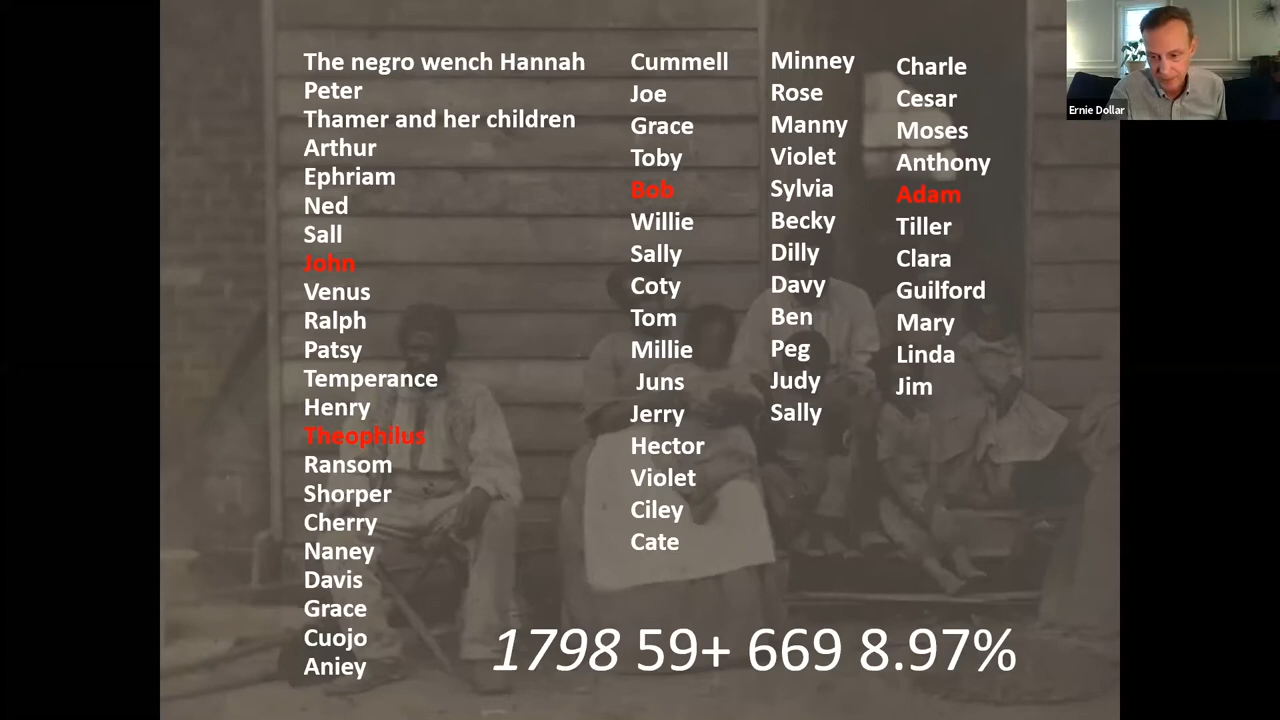 The negro wench Hannah
Peter
Thamer and her children
Arthur
Ephriam
Ned
Sall
John
Venus
Ralph
Patsy
Temperance
Henry
Theophilus
Ransom
Shorper
Cherry
Naney
Davis
Grace
Cuojo
Aniey
Cummell
Joe
Grace
Toby
Bob
Willie
Sally
Coty
Tom
Millie
Juns
Jerry
Hector
Violet
Ciley
Cate
Minney
Rose
Manny
Violet
Sylvia
Becky
Dilly
Davy
Ben
Peg
Judy
Sally
Charle
Cesar
Moses
Anthony
Adam
Tiller
Clara
Guilford
Mary
Linda
Jim
1798 59+ 669 8.97%
Ernie Dollar